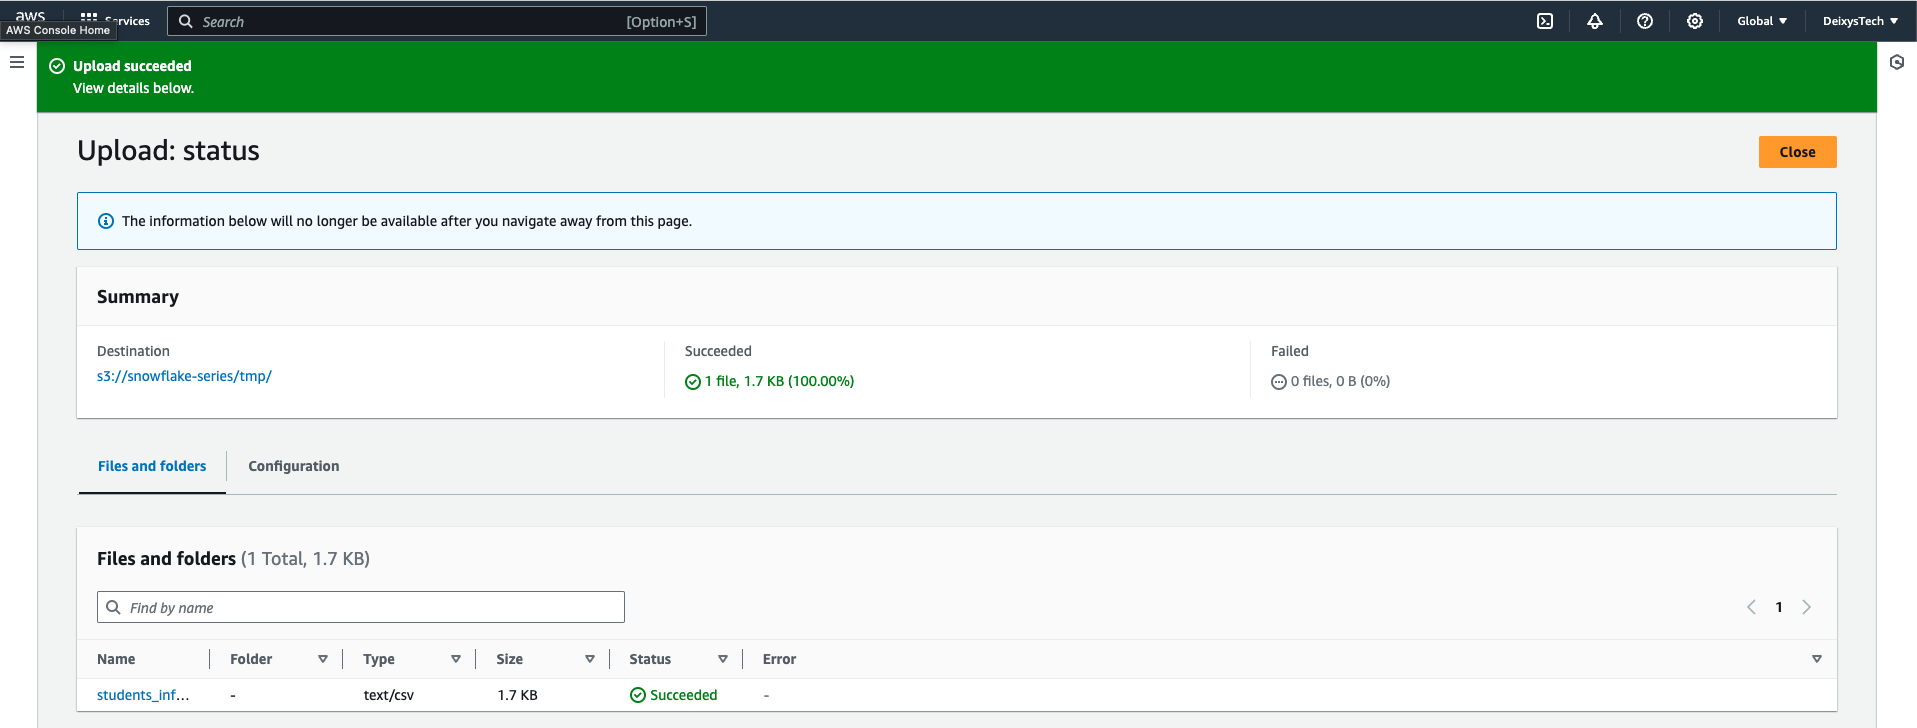 aws
Services
Search
[Option+S]
Global
DeixysTech
AWS Console Home
Upload succeeded
View details below.
Upload: status
Close
The information below will no longer be available after you navigate away from this page.
Summary
Destination
s3://snowflake-series/tmp/
Succeeded
1 file, 1.7 KB (100.00%)
Failed
0 files, 0 B (0%)
Files and folders
Configuration
Files and folders (1 Total, 1.7 KB)
Find by name
1
Name Folder Type Size Status Error
students_inf... - text/csv 1.7 KB Succeeded -